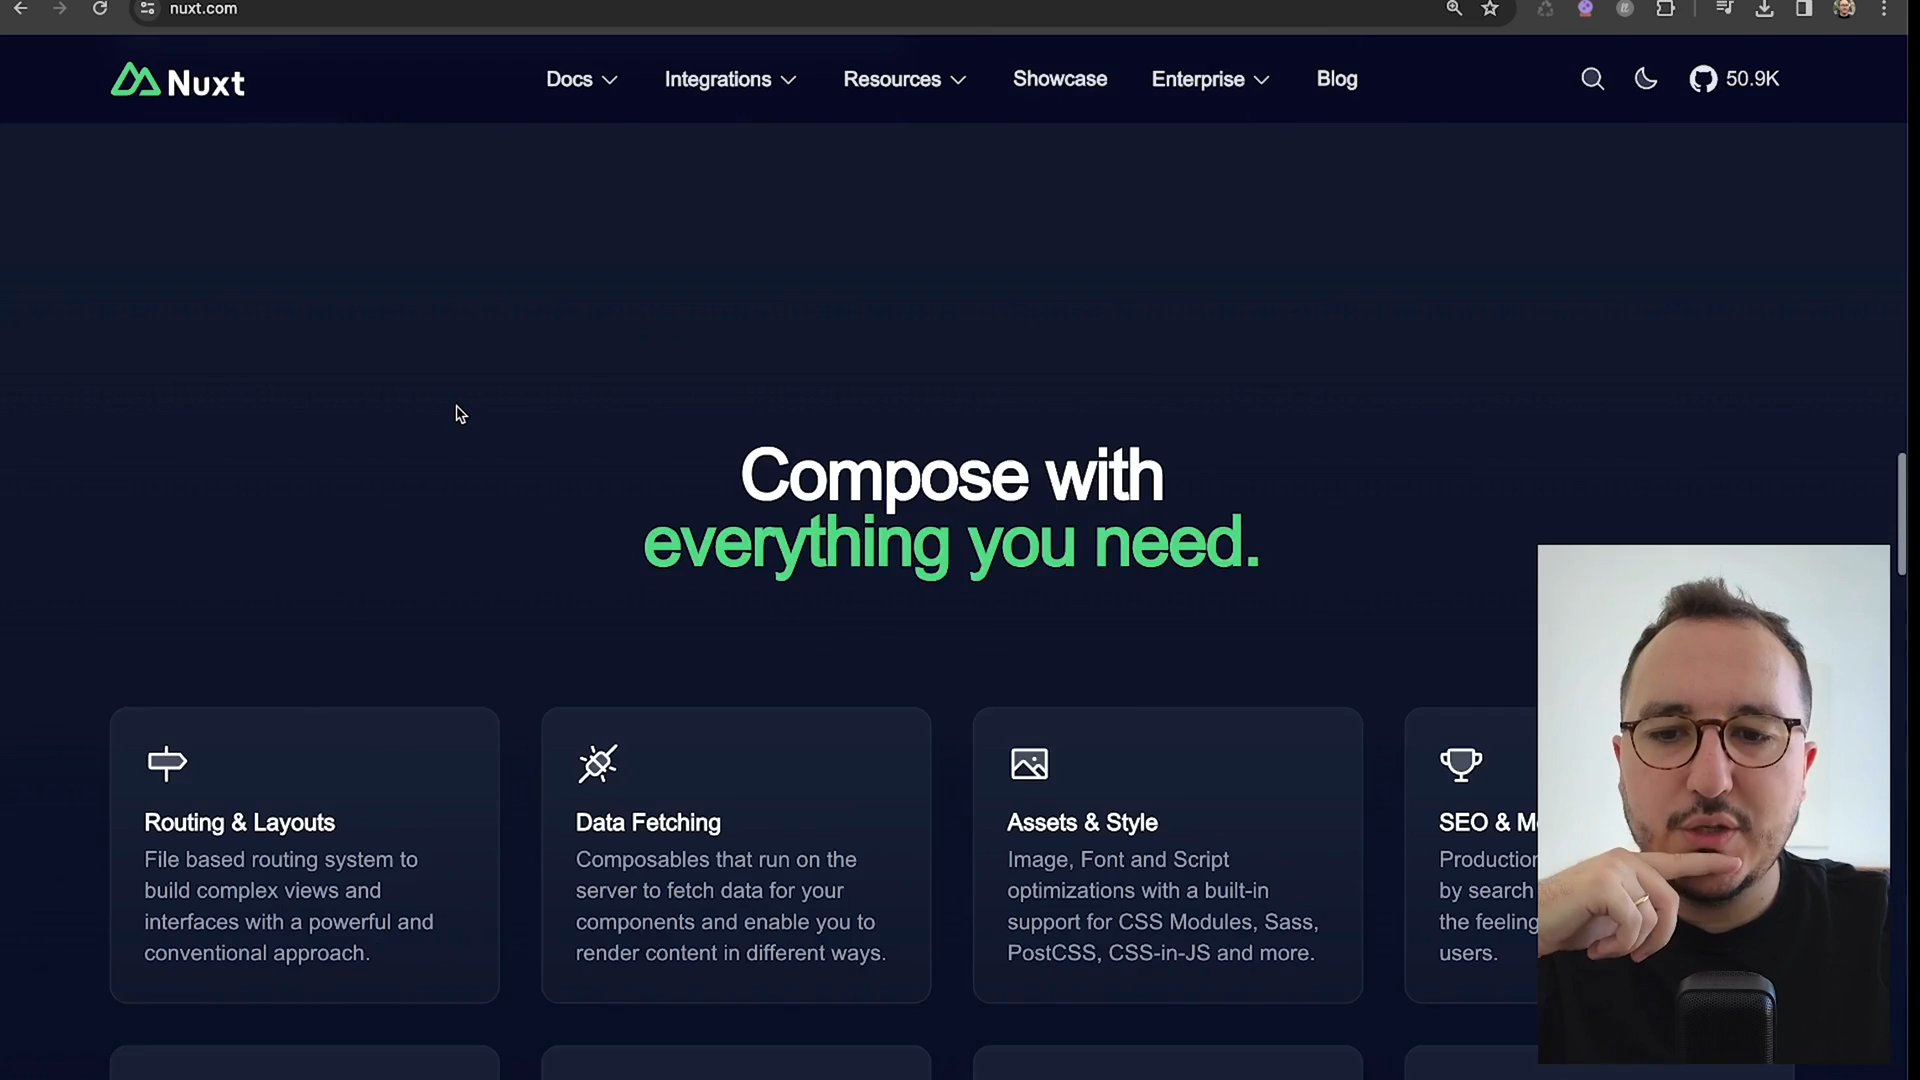 nuxt.com
Nuxt
Docs
Integrations
Resources
Showcase
Enterprise
Blog
50.9K
Compose with
everything you need.
Routing & Layouts
File based routing system to
build complex views and
interfaces with a powerful and
conventional approach.
Data Fetching
Composables that run on the
server to fetch data for your
components and enable you to
render content in different ways.
Assets & Style
Image, Font and Script
optimizations with a built-in
support for CSS Modules, Sass,
PostCSS, CSS-in-JS and more.
SEO &
Production
by search
the feeling
users.